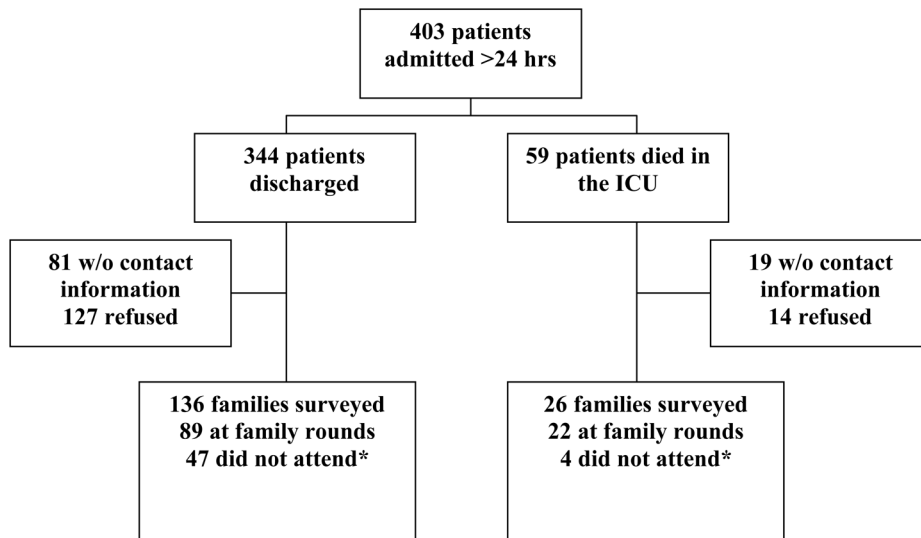 403 patients
admitted >24 hrs
344 patients
discharged
59 patients died in
the ICU
81 w/o contact
information
127 refused
19 w/o contact
information
14 refused
136 families surveyed
89 at family rounds
47 did not attend*
26 families surveyed
22 at family rounds
4 did not attend*